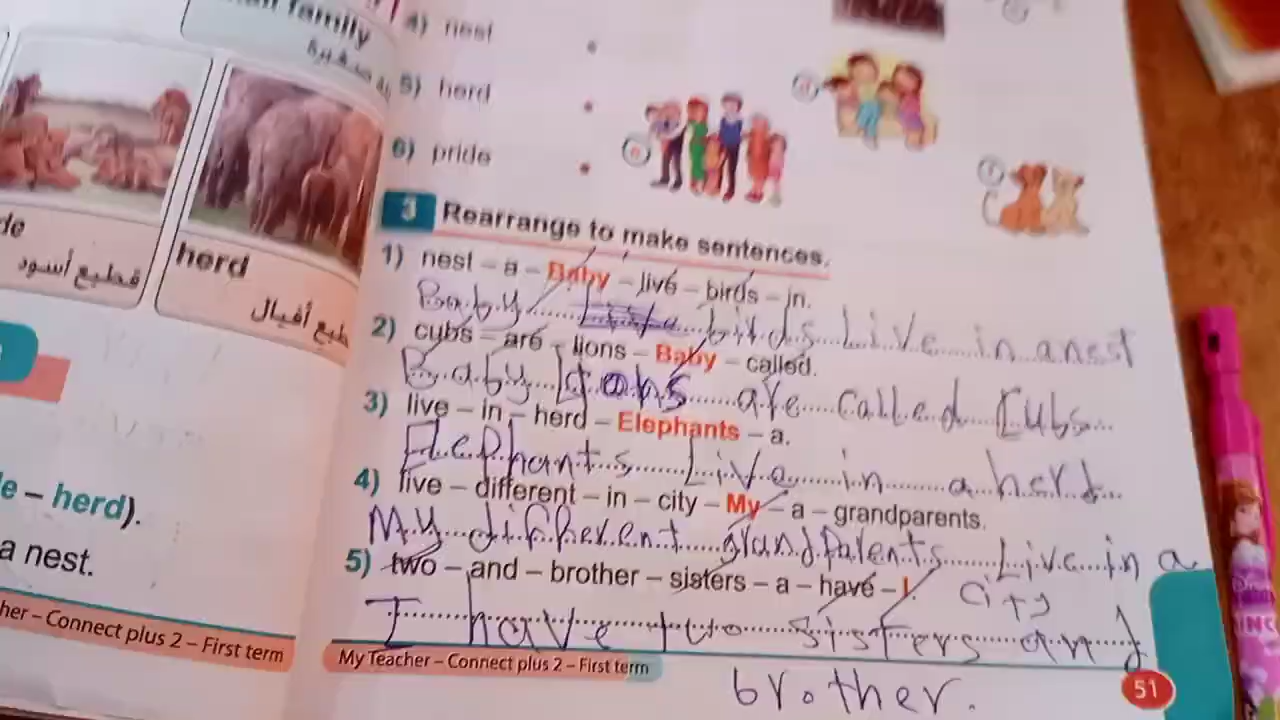 family
صغيرة
قطيع أسود
herd
أفيال
– herd).
a nest.
– Connect plus 2 – First term
4) nest
5) herd
6) pride
3 Rearrange to make sentences.
1) nest – a – Baby – live – birds – in.
Baby birds Live in a nest
2) cubs – are – lions – Baby – called.
Baby are called Cubs
3) live – in – herd – Elephants – a.
Elephants Live in a herd
4) live – different – in – city – My – a – grandparents.
My different grandparents Live in a
city
5) two – and – brother – sisters – a – have – I.
I have two sisters and
brother.
My Teacher – Connect plus 2 – First term
51